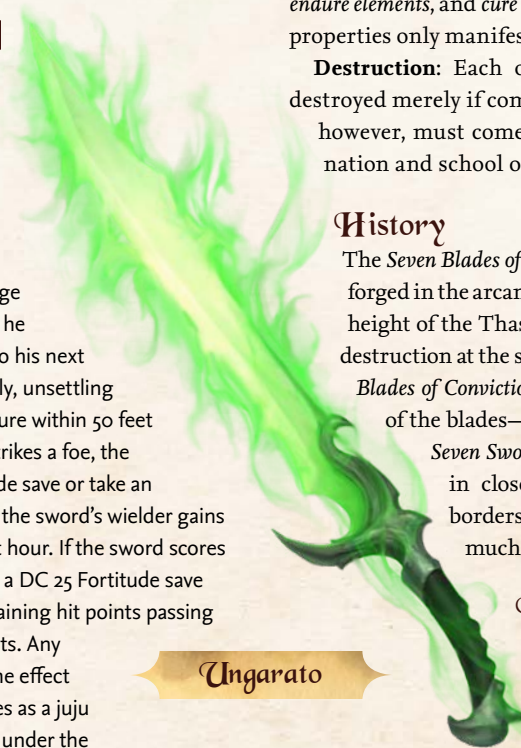 ge
he
o his next
ly, unsettling
ure within 50 feet
rikes a foe, the
de save or take an
the sword's wielder gains
t hour. If the sword scores
a DC 25 Fortitude save
aining hit points passing
ts. Any
ne effect
es as a juju
under the
Ungarato
endure elements, and cure
properties only manifes
Destruction: Each o
destroyed merely if com
however, must come
nation and school o
History
The Seven Blades of
forged in the arcan
height of the Thas
destruction at the s
Blades of Convictio
of the blades—
Seven Swo
in close
borders
much